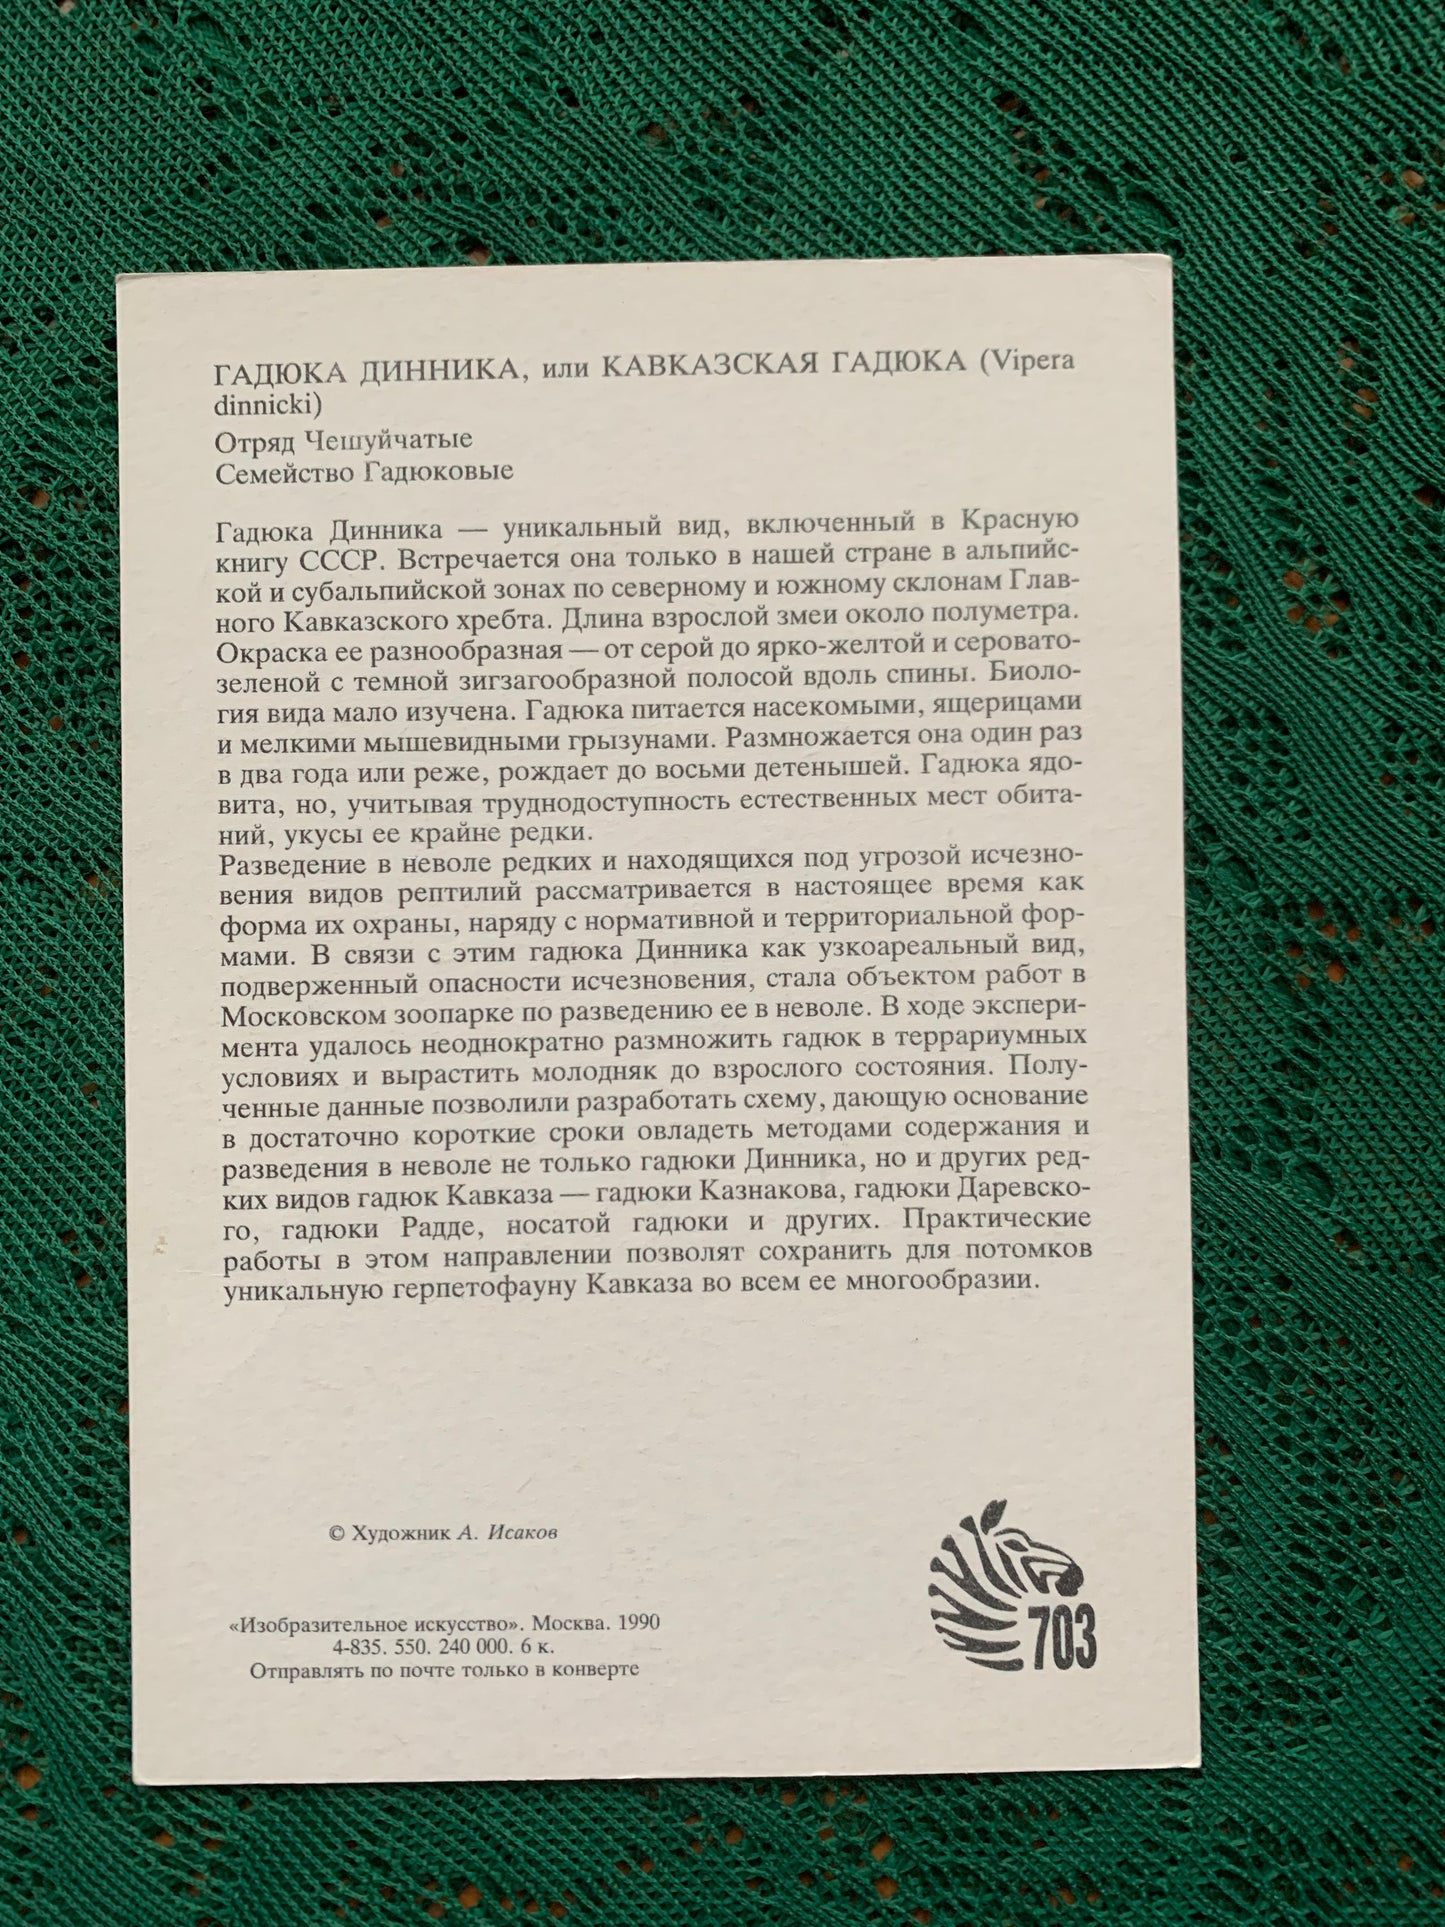 ГАДЮКА ДИННИКА, или КАВКАЗСКАЯ ГАДЮКА (Vipera
dinnicki)
Отряд Чешуйчатые
Семейство Гадюковые
Гадюка Динника — уникальный вид, включенный в Красную
книгу СССР. Встречается она только в нашей стране в альпийс-
кой и субальпийской зонах по северному и южному склонам Глав-
ного Кавказского хребта. Длина взрослой змеи около полуметра.
Окраска ее разнообразная — от серой до ярко-желтой и серовато-
зеленой с темной зигзагообразной полосой вдоль спины. Биоло-
гия вида мало изучена. Гадюка питается насекомыми, ящерицами
и мелкими мышевидными грызунами. Размножается она один раз
в два года или реже, рождает до восьми детенышей. Гадюка ядо-
вита, но, учитывая труднодоступность естественных мест обита-
ний, укусы ее крайне редки.
Разведение в неволе редких и находящихся под угрозой исчезно-
вения видов рептилий рассматривается в настоящее время как
форма их охраны, наряду с нормативной и территориальной фор-
мами. В связи с этим гадюка Динника как узкоареальный вид,
подверженный опасности исчезновения, стала объектом работ в
Московском зоопарке по разведению ее в неволе. В ходе экспери-
мента удалось неоднократно размножить гадюк в террариумных
условиях и вырастить молодняк до взрослого состояния. Полу-
ченные данные позволили разработать схему, дающую основание
в достаточно короткие сроки овладеть методами содержания и
разведения в неволе не только гадюки Динника, но и других ред-
ких видов гадюк Кавказа — гадюки Казнакова, гадюки Даревско-
го, гадюки Радде, носатой гадюки и других. Практические
работы в этом направлении позволят сохранить для потомков
уникальную герпетофауну Кавказа во всем ее многообразии.
© Художник А. Исаков
«Изобразительное искусство». Москва. 1990
4-835. 550. 240 000. 6 к.
Отправлять по почте только в конверте
703